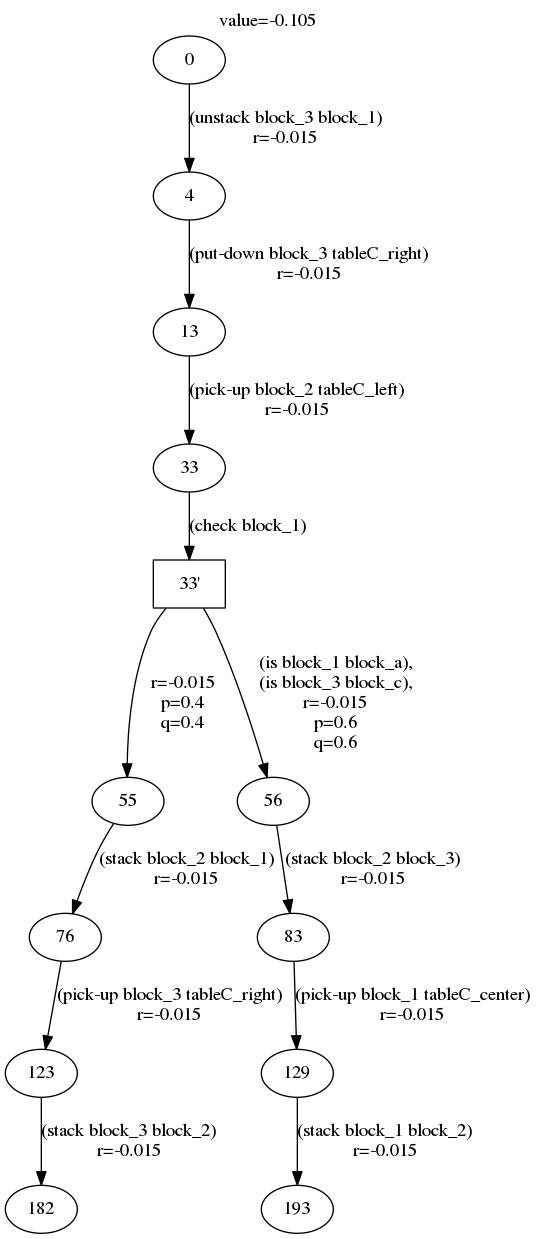 value=-0.105
0
(unstack block_3 block_1)
r=-0.015
4
(put-down block_3 tableC_right)
r=-0.015
13
(pick-up block_2 tableC_left)
r=-0.015
33
(check block_1)
33'
r=-0.015
p=0.4
q=0.4
(is block_1 block_a),
(is block_3 block_c),
r=-0.015
p=0.6
q=0.6
55
56
(stack block_2 block_1)
r=-0.015
(stack block_2 block_3)
r=-0.015
76
83
(pick-up block_3 tableC_right)
r=-0.015
(pick-up block_1 tableC_center)
r=-0.015
123
129
(stack block_3 block_2)
r=-0.015
(stack block_1 block_2)
r=-0.015
182
193